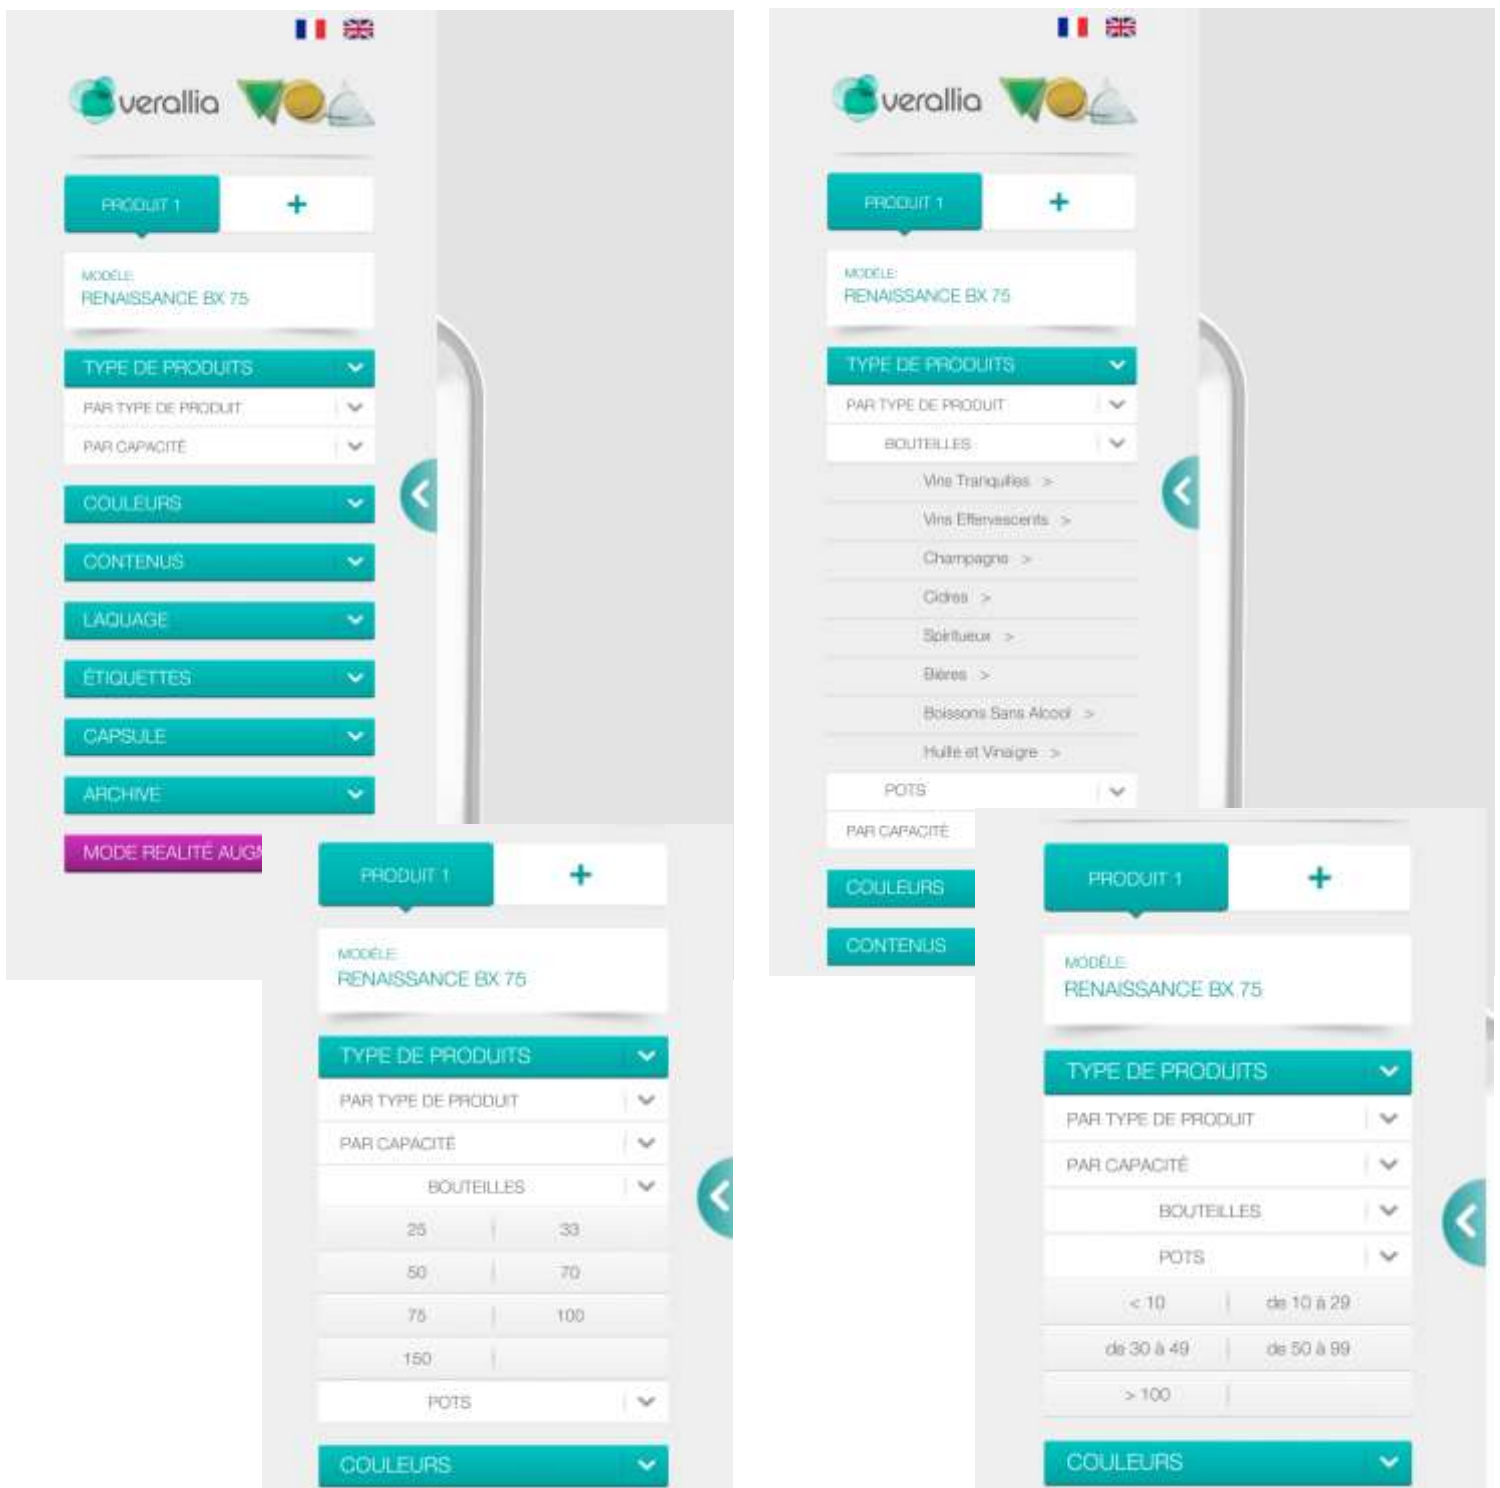 verallia
PRODUIT 1 +
MODÈLE:
RENAISSANCE BX 75
TYPE DE PRODUITS
PAR TYPE DE PRODUIT
PAR CAPACITÉ
COULEURS
CONTENUS
LAQUAGE
ÉTIQUETTES
CAPSULE
ARCHIVE
MODE REALITÉ AUG
verallia
PRODUIT 1 +
MODÈLE:
RENAISSANCE BX 75
TYPE DE PRODUITS
PAR TYPE DE PRODUIT
BOUTEILLES
Vins Tranquilles >
Vins Effervescents >
Champagne >
Cidres >
Spiritueux >
Bières >
Boissons Sans Alcool >
Huile et Vinaigre >
POTS
PAR CAPACITÉ
COULEURS
CONTENUS
PRODUIT 1 +
MODÈLE:
RENAISSANCE BX 75
TYPE DE PRODUITS
PAR TYPE DE PRODUIT
PAR CAPACITÉ
BOUTEILLES
25 33
50 70
75 100
150
POTS
COULEURS
PRODUIT 1 +
MODÈLE:
RENAISSANCE BX 75
TYPE DE PRODUITS
PAR TYPE DE PRODUIT
PAR CAPACITÉ
BOUTEILLES
POTS
< 10 de 10 à 29
de 30 à 49 de 50 à 99
> 100
COULEURS